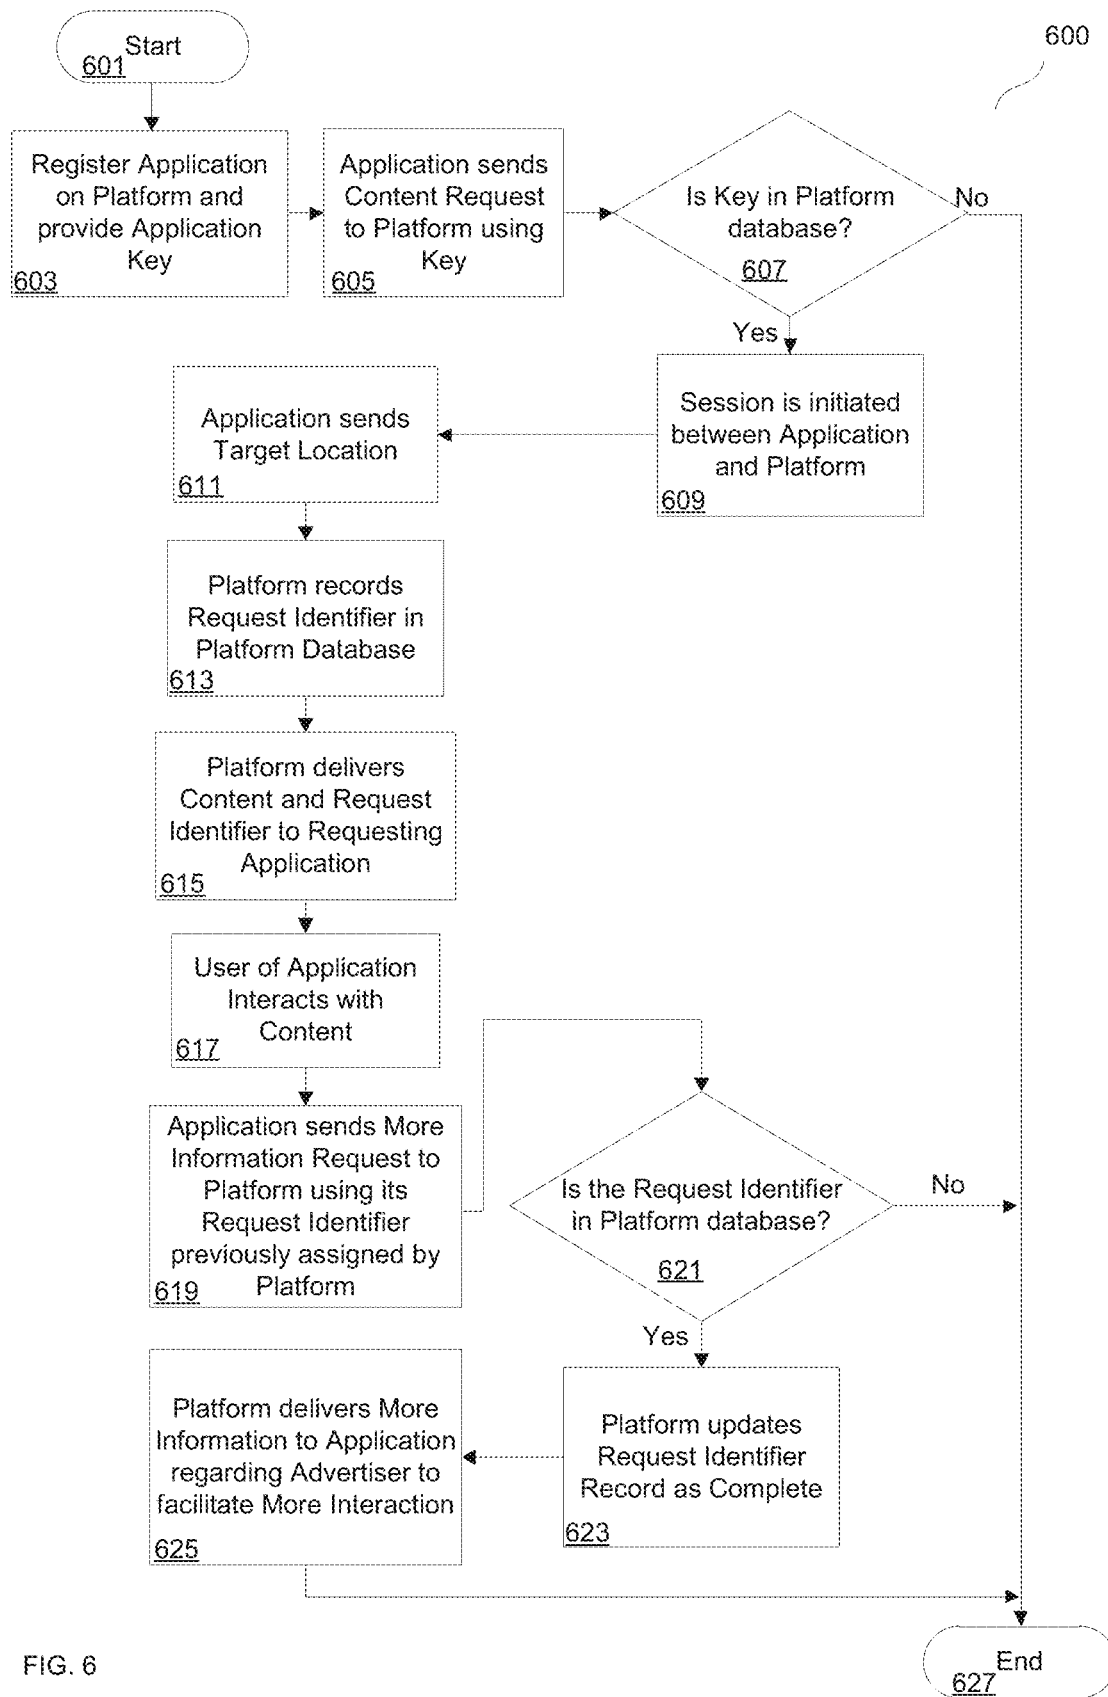 600
Start
601
Register Application
on Platform and
provide Application
Key
603
Application sends
Content Request
to Platform using
Key
605
Is Key in Platform
database?
607
No
Yes
Session is initiated
between Application
and Platform
609
Application sends
Target Location
611
Platform records
Request Identifier in
Platform Database
613
Platform delivers
Content and Request
Identifier to Requesting
Application
615
User of Application
Interacts with
Content
617
Application sends More
Information Request to
Platform using its
Request Identifier
previously assigned by
Platform
619
Is the Request Identifier
in Platform database?
621
No
Yes
Platform updates
Request Identifier
Record as Complete
623
Platform delivers More
Information to Application
regarding Advertiser to
facilitate More Interaction
625
End
627
FIG. 6